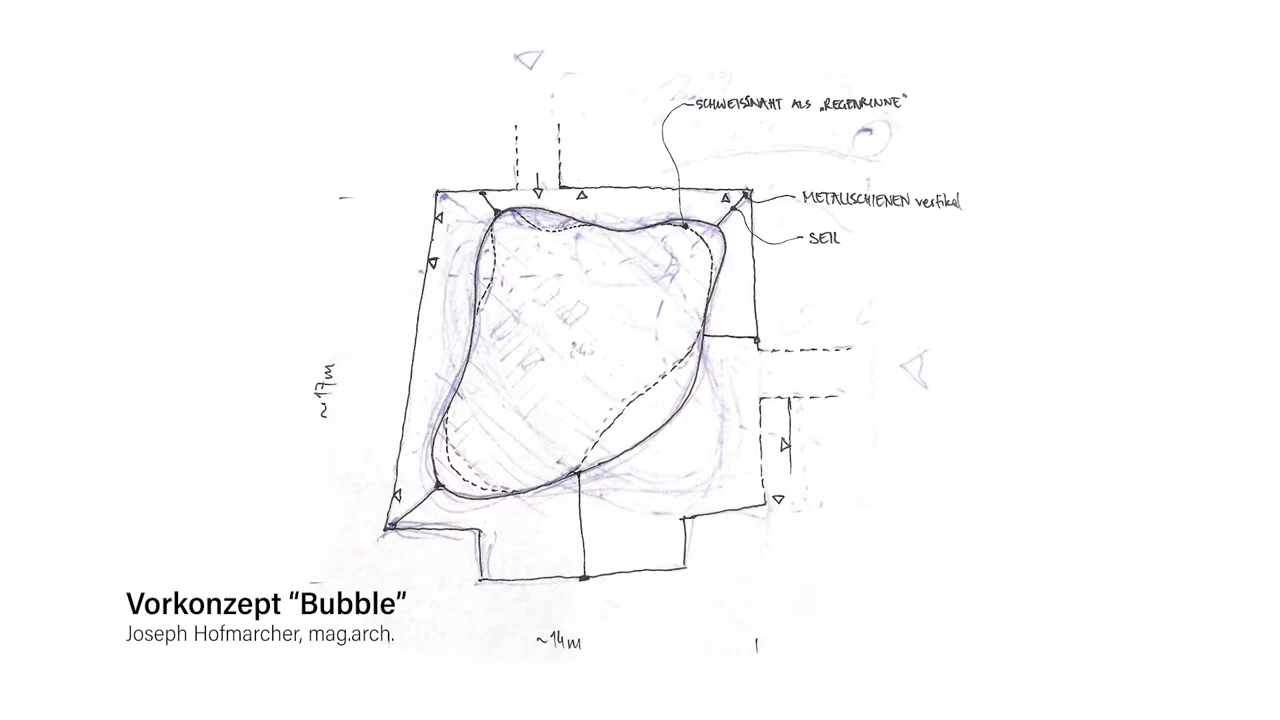 SCHWEISSNAHT ALS „REGENRINNE“
METALLSCHIENEN vertikal
SEIL
~17m
Vorkonzept “Bubble”
Joseph Hofmarcher, mag.arch.
~14m